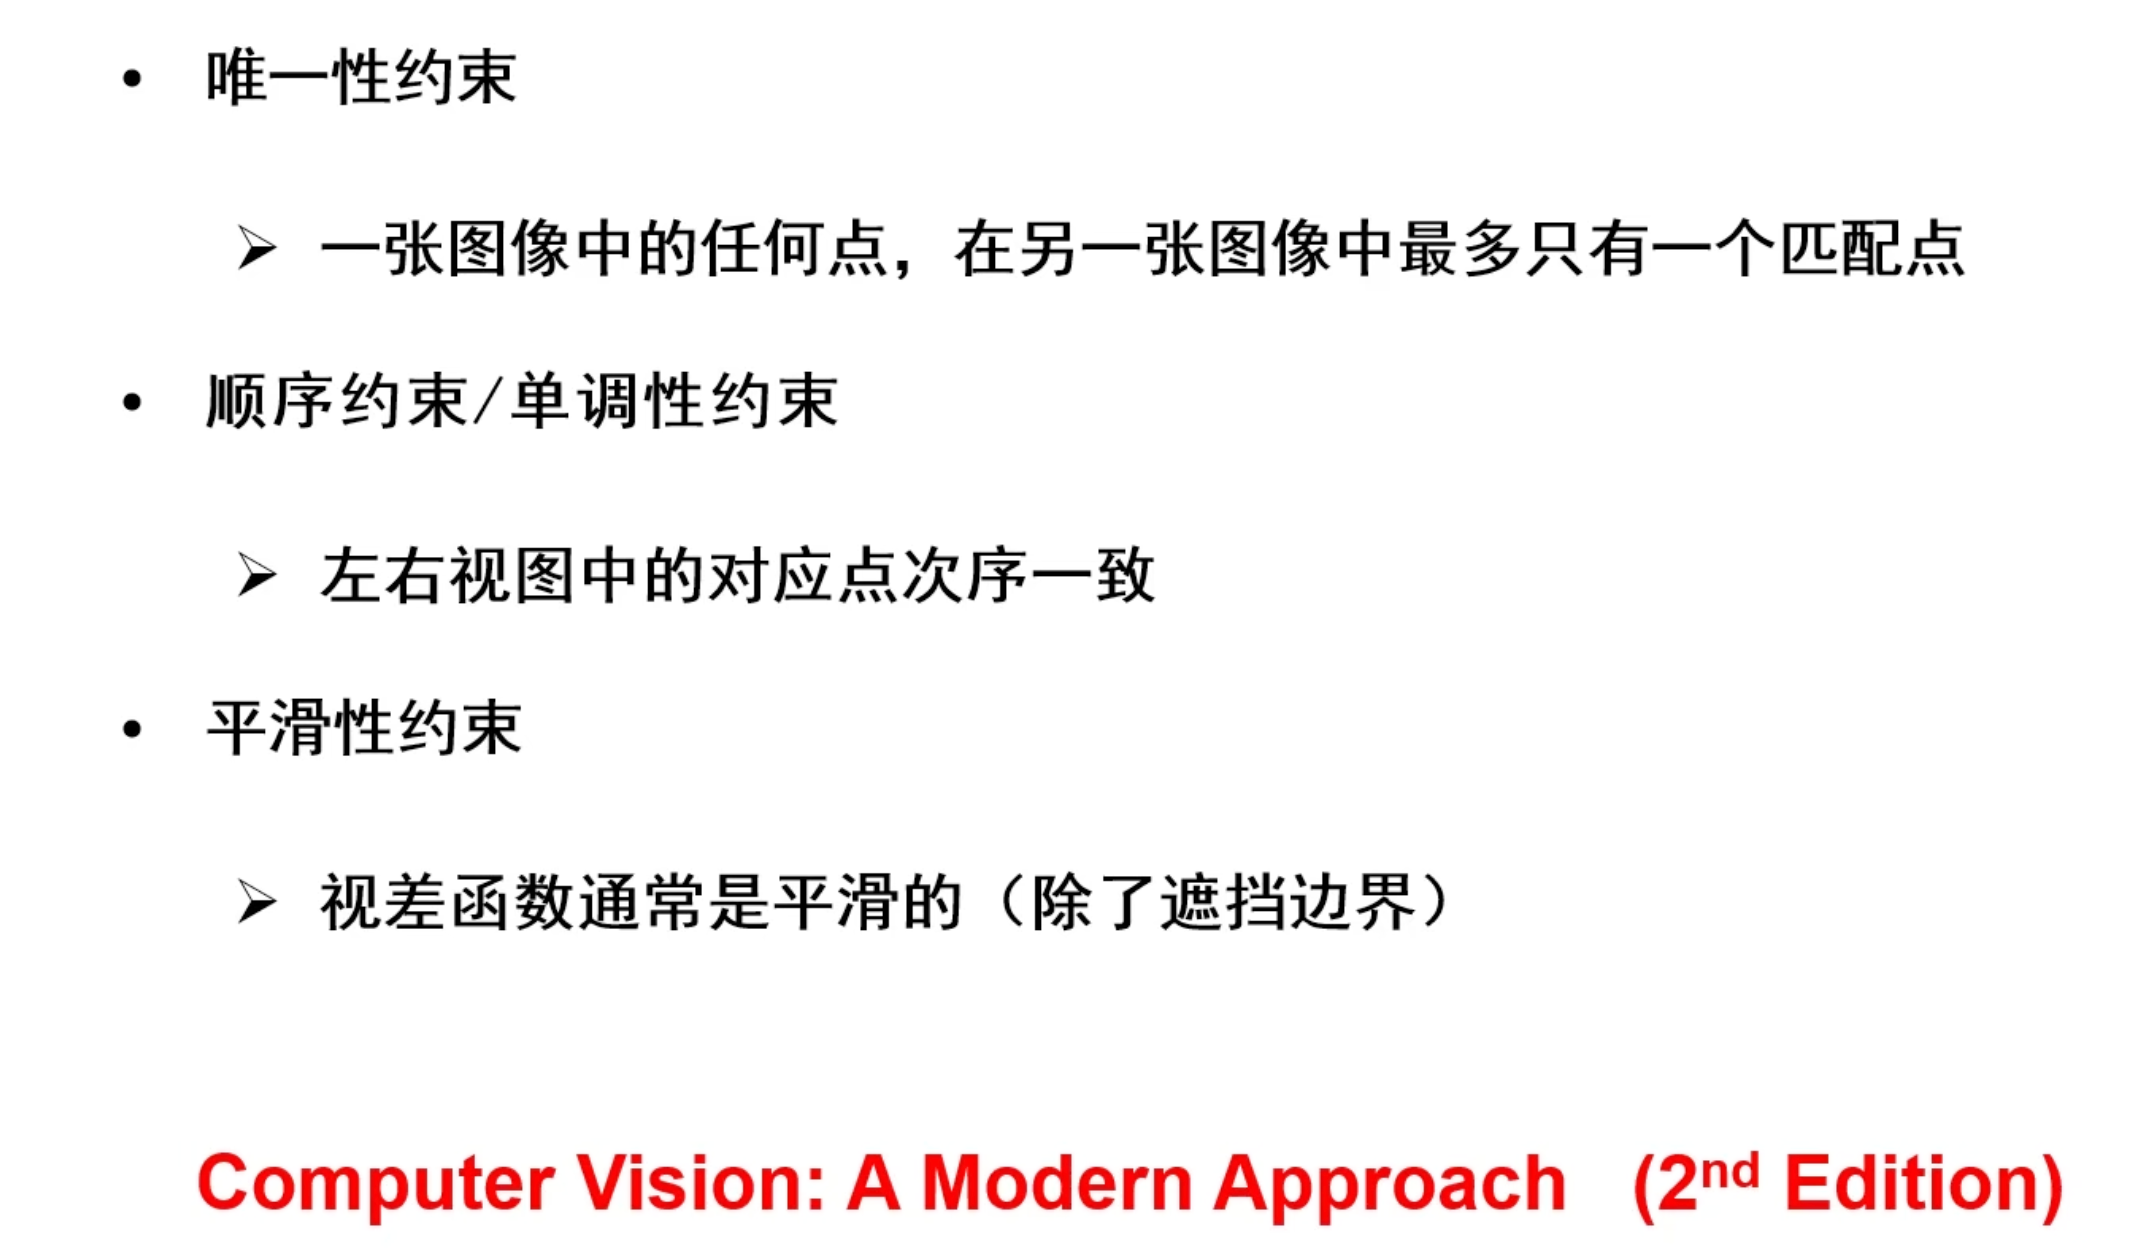 • 唯一性约束
➢ 一张图像中的任何点，在另一张图像中最多只有一个匹配点
• 顺序约束/单调性约束
➢ 左右视图中的对应点次序一致
• 平滑性约束
➢ 视差函数通常是平滑的（除了遮挡边界）
Computer Vision: A Modern Approach (2nd Edition)